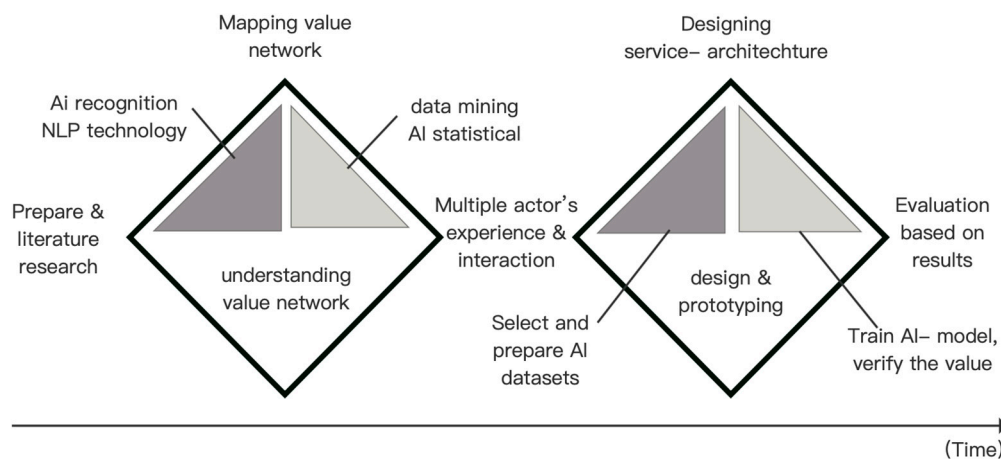 Mapping value
network
Designing
service– architechture
Ai recognition
NLP technology
data mining
AI statistical
Prepare &
literature
research
Multiple actor's
experience &
interaction
Evaluation
based on
results
understanding
value network
design &
prototyping
Select and
prepare AI
datasets
Train AI– model,
verify the value
(Time)